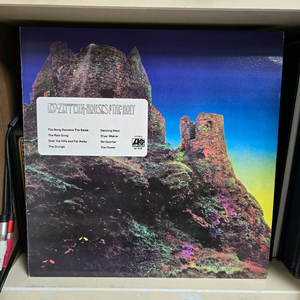 LED·ZEPPELIN·HOUSES OF THE HOLY
The Song Remains The Same
The Rain Song
Over the Hills and Far Away
The Crunge
Dancing Days
D'yer Mak'er
No Quarter
The Ocean